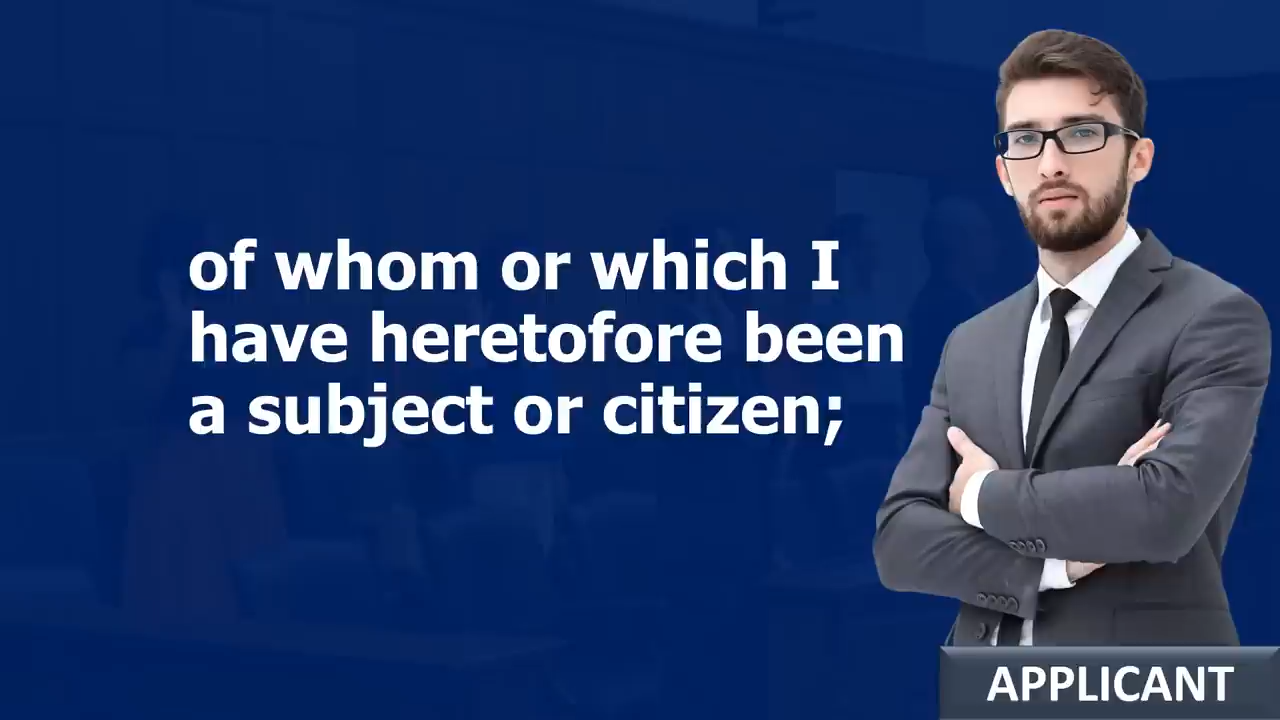 of whom or which I
have heretofore been
a subject or citizen;
APPLICANT